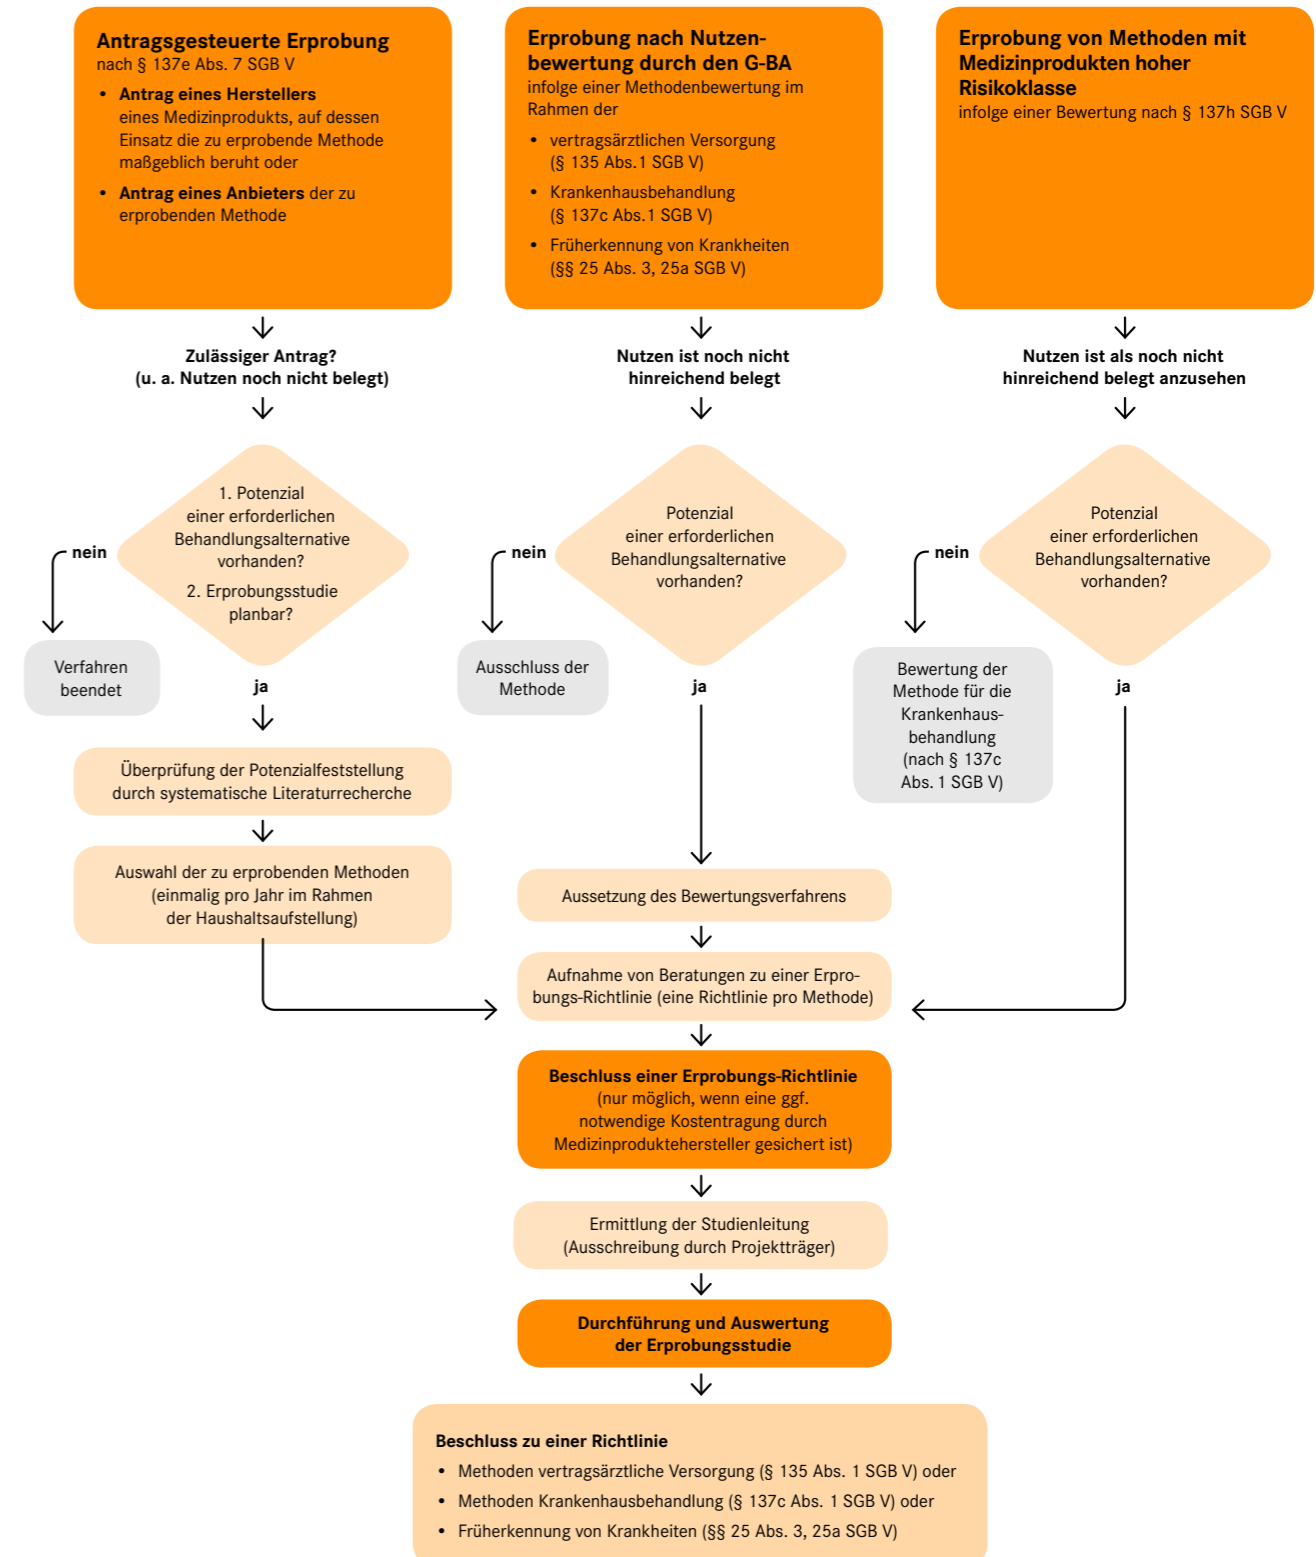 Antragsgesteuerte Erprobung
nach § 137e Abs. 7 SGB V
• Antrag eines Herstellers
eines Medizinprodukts, auf dessen
Einsatz die zu erprobende Methode
maßgeblich beruht oder
• Antrag eines Anbieters der zu
erprobenden Methode
Erprobung nach Nutzen-
bewertung durch den G-BA
infolge einer Methodenbewertung im
Rahmen der
• vertragsärztlichen Versorgung
(§ 135 Abs.1 SGB V)
• Krankenhausbehandlung
(§ 137c Abs.1 SGB V)
• Früherkennung von Krankheiten
(§§ 25 Abs. 3, 25a SGB V)
Erprobung von Methoden mit
Medizinprodukten hoher
Risikoklasse
infolge einer Bewertung nach § 137h SGB V
Zulässiger Antrag?
(u. a. Nutzen noch nicht belegt)
Nutzen ist noch nicht
hinreichend belegt
Nutzen ist als noch nicht
hinreichend belegt anzusehen
1. Potenzial
einer erforderlichen
Behandlungsalternative
vorhanden?
2. Erprobungsstudie
planbar?
nein
Verfahren
beendet
ja
Potenzial
einer erforderlichen
Behandlungsalternative
vorhanden?
nein
Ausschluss der
Methode
ja
Potenzial
einer erforderlichen
Behandlungsalternative
vorhanden?
nein
Bewertung der
Methode für die
Krankenhaus-
behandlung
(nach § 137c
Abs. 1 SGB V)
ja
Überprüfung der Potenzialfeststellung
durch systematische Literaturrecherche
Auswahl der zu erprobenden Methoden
(einmalig pro Jahr im Rahmen
der Haushaltsaufstellung)
Aussetzung des Bewertungsverfahrens
Aufnahme von Beratungen zu einer Erpro-
bungs-Richtlinie (eine Richtlinie pro Methode)
Beschluss einer Erprobungs-Richtlinie
(nur möglich, wenn eine ggf.
notwendige Kostentragung durch
Medizinproduktehersteller gesichert ist)
Ermittlung der Studienleitung
(Ausschreibung durch Projektträger)
Durchführung und Auswertung
der Erprobungsstudie
Beschluss zu einer Richtlinie
• Methoden vertragsärztliche Versorgung (§ 135 Abs. 1 SGB V) oder
• Methoden Krankenhausbehandlung (§ 137c Abs. 1 SGB V) oder
• Früherkennung von Krankheiten (§§ 25 Abs. 3, 25a SGB V)